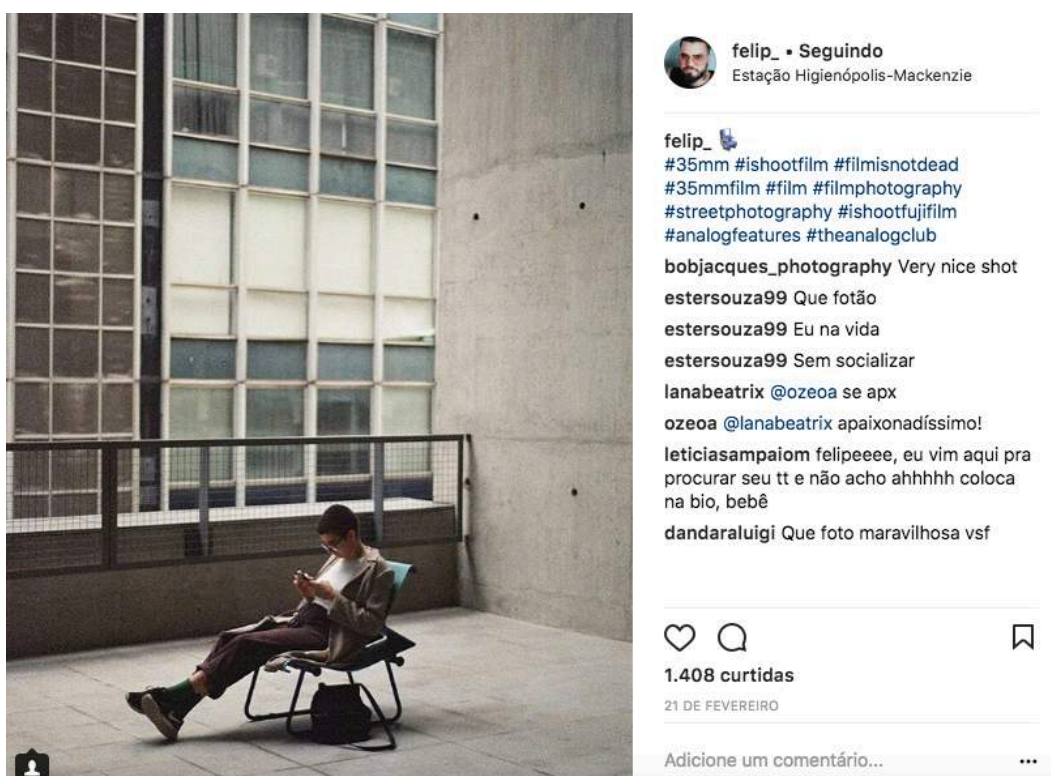 felip_ • Seguindo
Estação Higienópolis-Mackenzie
felip_ 💺
#35mm #ishootfilm #filmisnotdead
#35mmfilm #film #filmphotography
#streetphotography #ishootfujifilm
#analogfeatures #theanalogclub
bobjacques_photography Very nice shot
estersouza99 Que fotão
estersouza99 Eu na vida
estersouza99 Sem socializar
lanabeatrix @ozeoa se apx
ozeoa @lanabeatrix apaixonadíssimo!
leticiasampaiom felipeeee, eu vim aqui pra
procurar seu tt e não acho ahhhhh coloca
na bio, bebê
dandaraluigi Que foto maravilhosa vsf
1.408 curtidas
21 DE FEVEREIRO
Adicione um comentário...